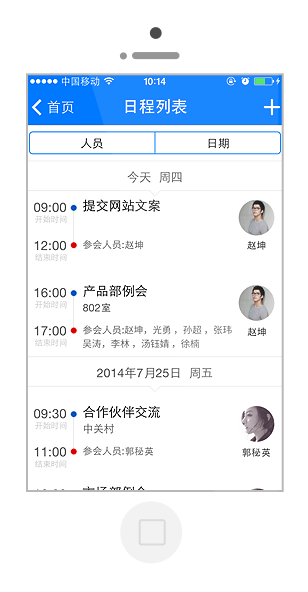 中国移动 10:14
首页 日程列表
人员 日期
今天 周四
09:00 提交网站文案
开始时间
12:00 参会人员:赵坤 赵坤
结束时间
16:00 产品部例会
开始时间 802室
17:00 参会人员:赵坤，光勇，孙超，张玮 赵坤
结束时间 吴涛，李林，汤钰婧，徐楠
2014年7月25日 周五
09:30 合作伙伴交流
开始时间 中关村
11:00 参会人员:郭秘英 郭秘英
结束时间